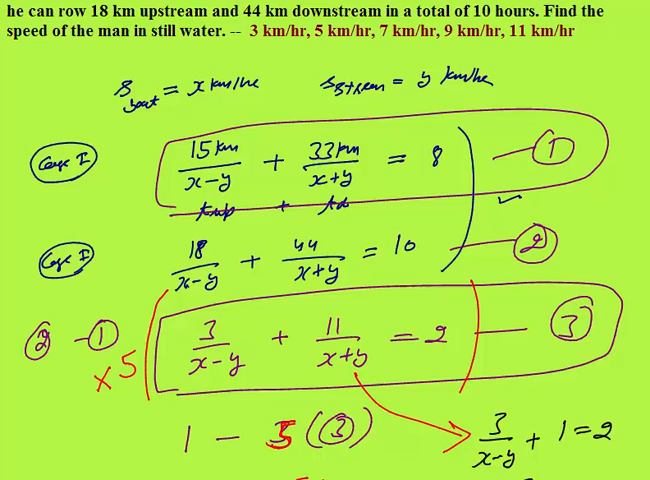 he can row 18 km upstream and 44 km downstream in a total of 10 hours. Find the
speed of the man in still water. -- 3 km/hr, 5 km/hr, 7 km/hr, 9 km/hr, 11 km/hr
S boat = x km/hr S stream = y km/hr
Case I 15 km/x-y + 33 km/x+y = 8 — 1
tup + td
Case I 18/x-y + 44/x+y = 10 — 2
2 - 1 3/x-y + 11/x+y = 2 — 3
x 5
1 - 5 (3) 3/x-y + 1 = 2